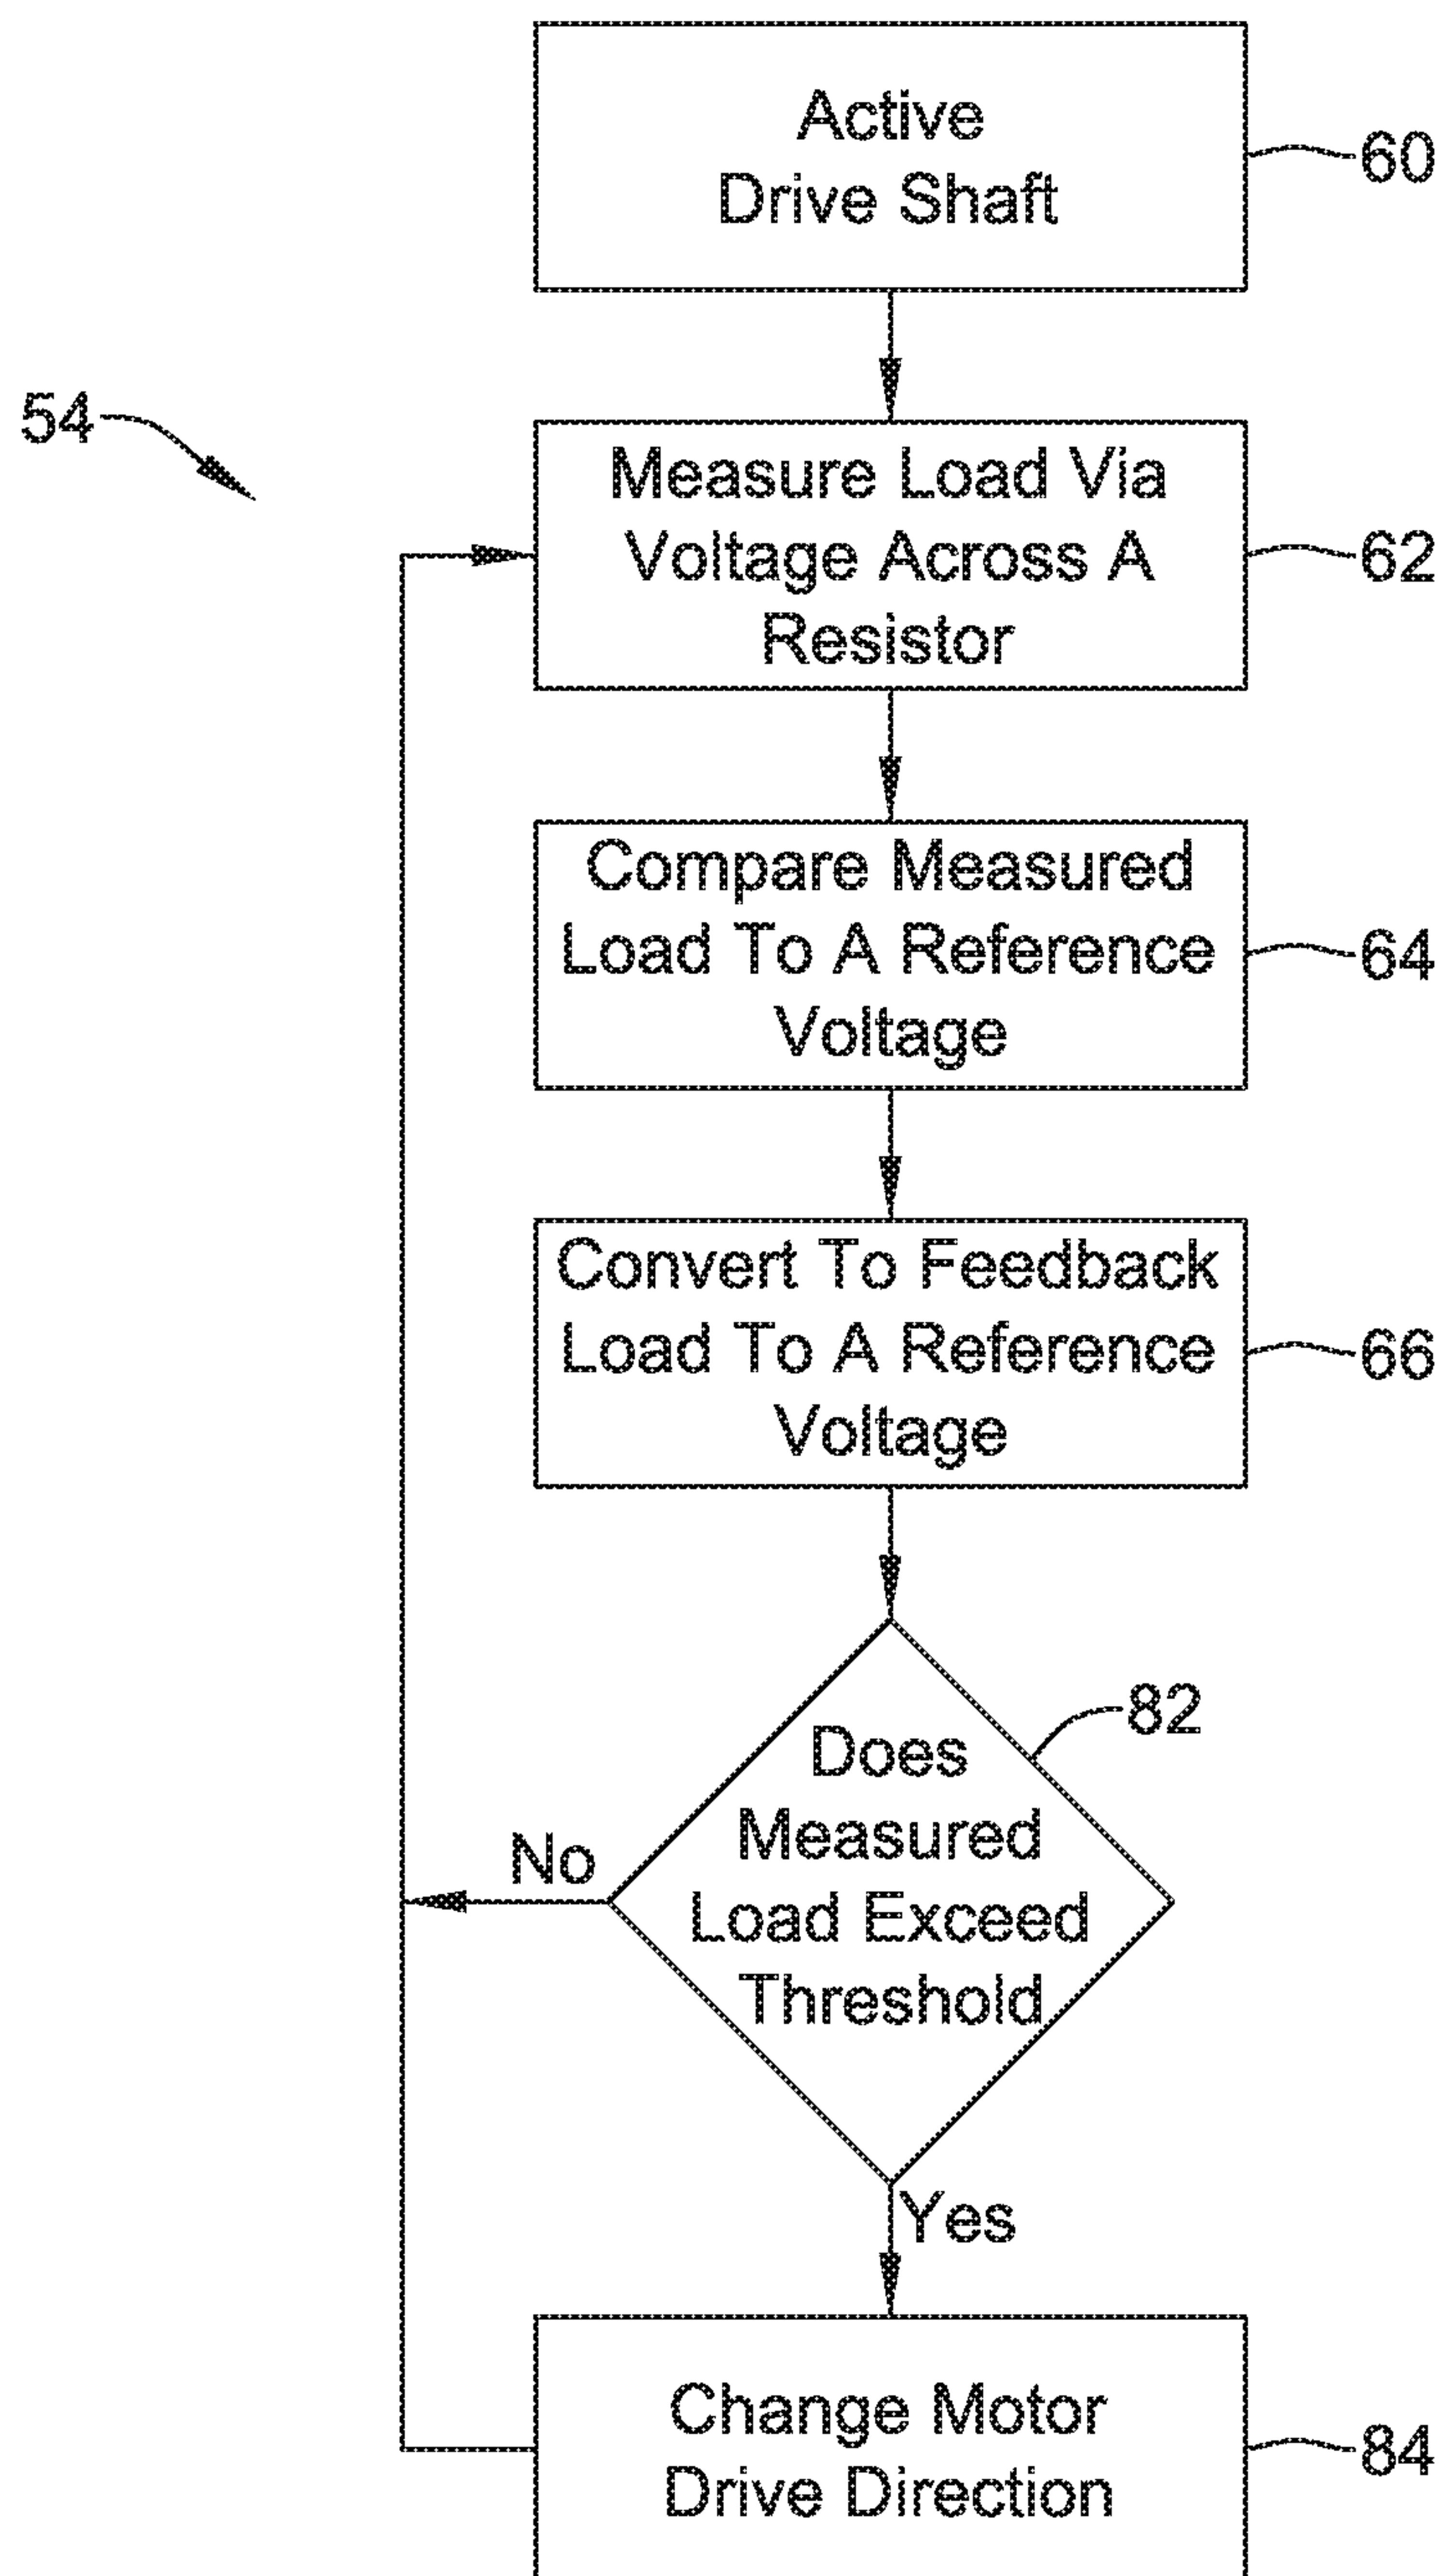 Active
Drive Shaft
60
54
Measure Load Via
Voltage Across A
Resistor
62
Compare Measured
Load To A Reference
Voltage
64
Convert To Feedback
Load To A Reference
Voltage
66
82
Does
Measured
Load Exceed
Threshold
No
Yes
Change Motor
Drive Direction
84